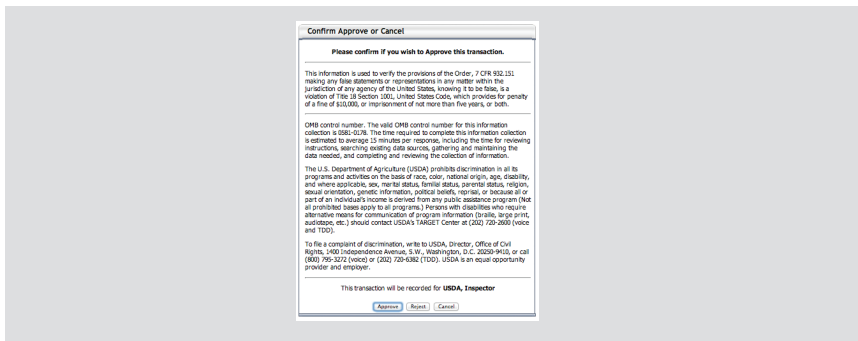 Confirm Approve or Cancel
Please confirm if you wish to Approve this transaction.
This information is used to verify the provisions of the Order, 7 CFR 932.151
making any false statements or representations in any matter within the
jurisdiction of any agency of the United States, knowing it to be false, is a
violation of Title 18 Section 1001, United States Code, which provides for penalty
of a fine of $10,000, or imprisonment of not more than five years, or both.
OMB control number. The valid OMB control number for this information
collection is 0581-0178. The time required to complete this information collection
is estimated to average 15 minutes per response, including the time for reviewing
instructions, searching existing data sources, gathering and maintaining the
data needed, and completing and reviewing the collection of information.
The U.S. Department of Agriculture (USDA) prohibits discrimination in all its
programs and activities on the basis of race, color, national origin, age, disability,
and where applicable, sex, marital status, familial status, parental status, religion,
sexual orientation, genetic information, political beliefs, reprisal, or because all or
part of an individual's income is derived from any public assistance program (Not
all prohibited bases apply to all programs.) Persons with disabilities who require
alternative means for communication of program information (braille, large print,
audiotape, etc.) should contact USDA's TARGET Center at (202) 720-2600 (voice
and TDD).
To file a complaint of discrimination, write to USDA, Director, Office of Civil
Rights, 1400 Independence Avenue, S.W., Washington, D.C. 20250-9410, or call
(800) 795-3272 (voice) or (202) 720-6382 (TDD). USDA is an equal opportunity
provider and employer.
This transaction will be recorded for USDA, Inspector
Approve Reject Cancel